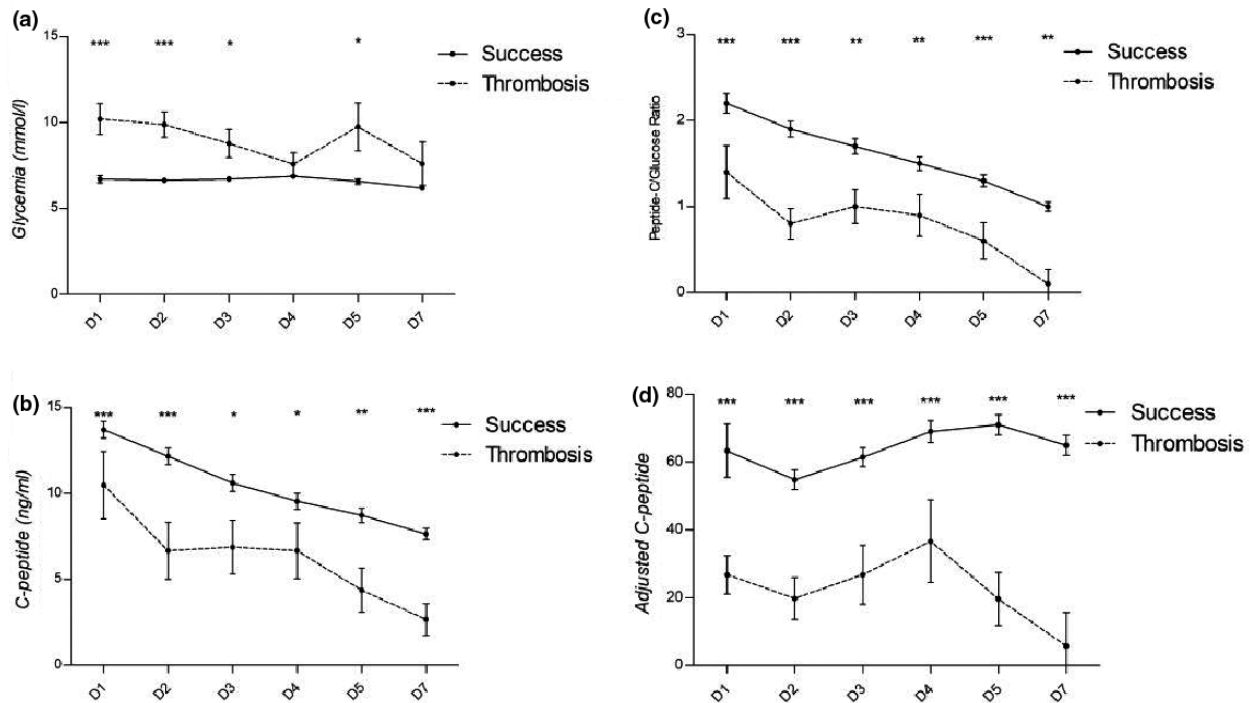 (a)
*** *** * *
15
10
5
0
Glycemia (mmol/l)
Success
Thrombosis
D1 D2 D3 D4 D5 D7
(c)
*** *** ** ** *** **
3
2
1
0
Peptide-C/Glucose Ratio
Success
Thrombosis
D1 D2 D3 D4 D5 D7
(b)
*** *** * * ** ***
15
10
5
0
C-peptide (ng/ml)
Success
Thrombosis
D1 D2 D3 D4 D5 D7
(d)
*** *** *** *** *** ***
80
60
40
20
0
Adjusted C-peptide
Success
Thrombosis
D1 D2 D3 D4 D5 D7